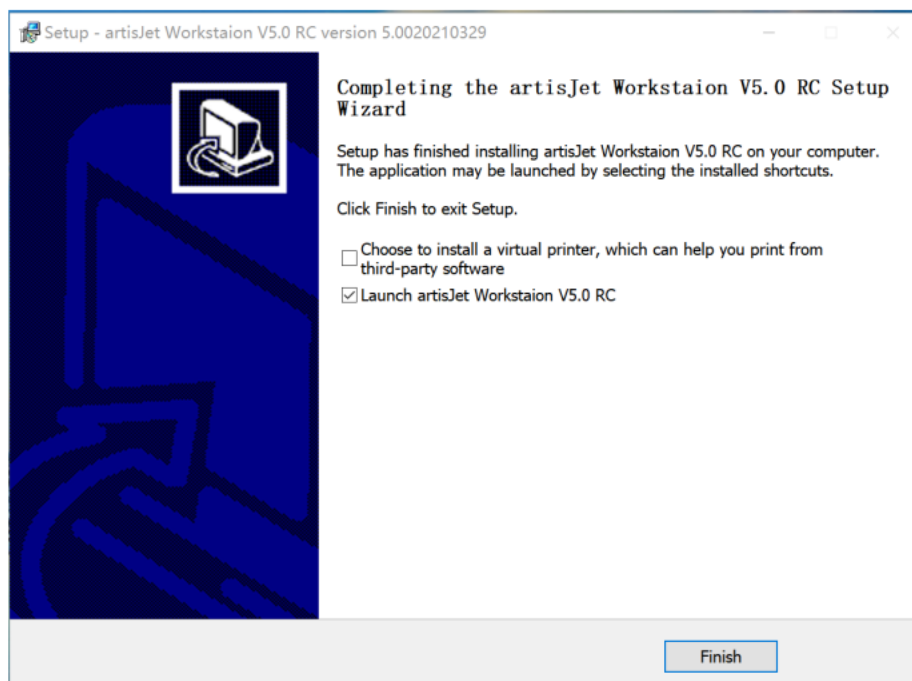 Setup - artisJet Workstaion V5.0 RC version 5.0020210329
Completing the artisJet Workstaion V5.0 RC Setup
Wizard
Setup has finished installing artisJet Workstaion V5.0 RC on your computer.
The application may be launched by selecting the installed shortcuts.
Click Finish to exit Setup.
Choose to install a virtual printer, which can help you print from
third-party software
Launch artisJet Workstaion V5.0 RC
Finish